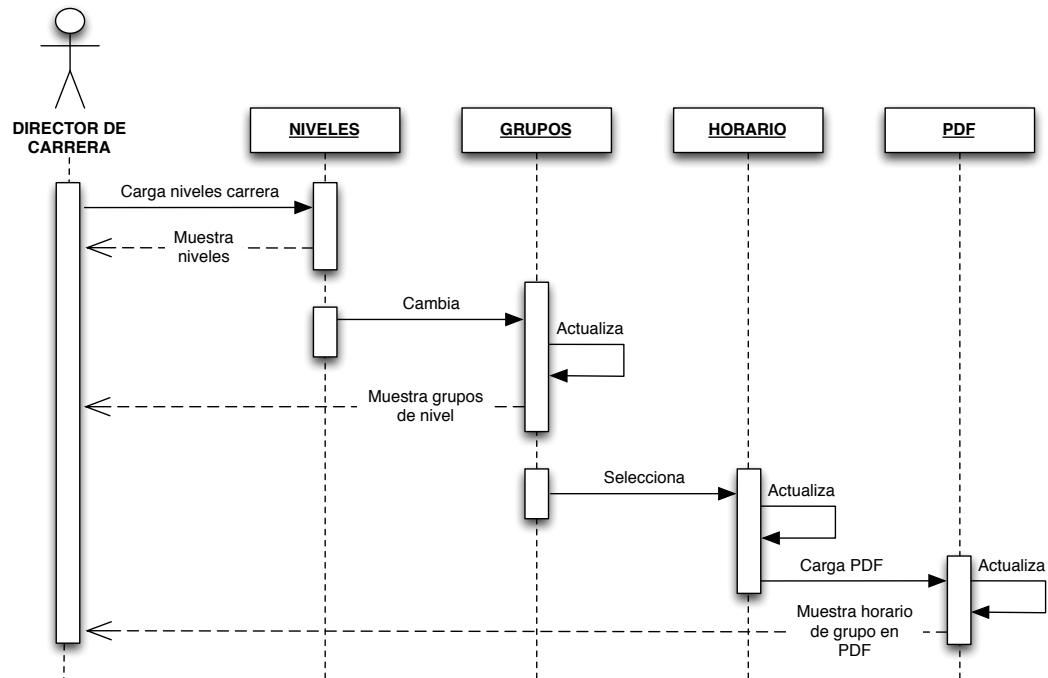 DIRECTOR DE
CARRERA
NIVELES
GRUPOS
HORARIO
PDF
Carga niveles carrera
Muestra
niveles
Cambia
Actualiza
Muestra grupos
de nivel
Selecciona
Actualiza
Carga PDF
Actualiza
Muestra horario
de grupo en
PDF